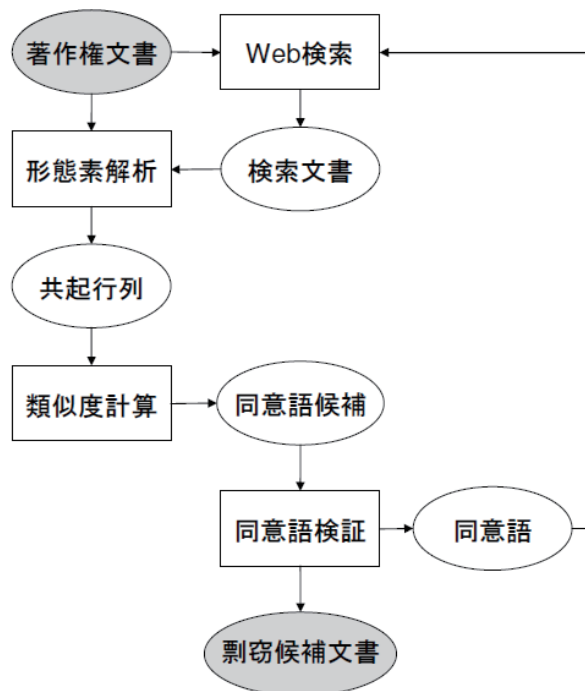 著作権文書
Web検索
形態素解析
検索文書
共起行列
類似度計算
同意語候補
同意語検証
同意語
剽窃候補文書